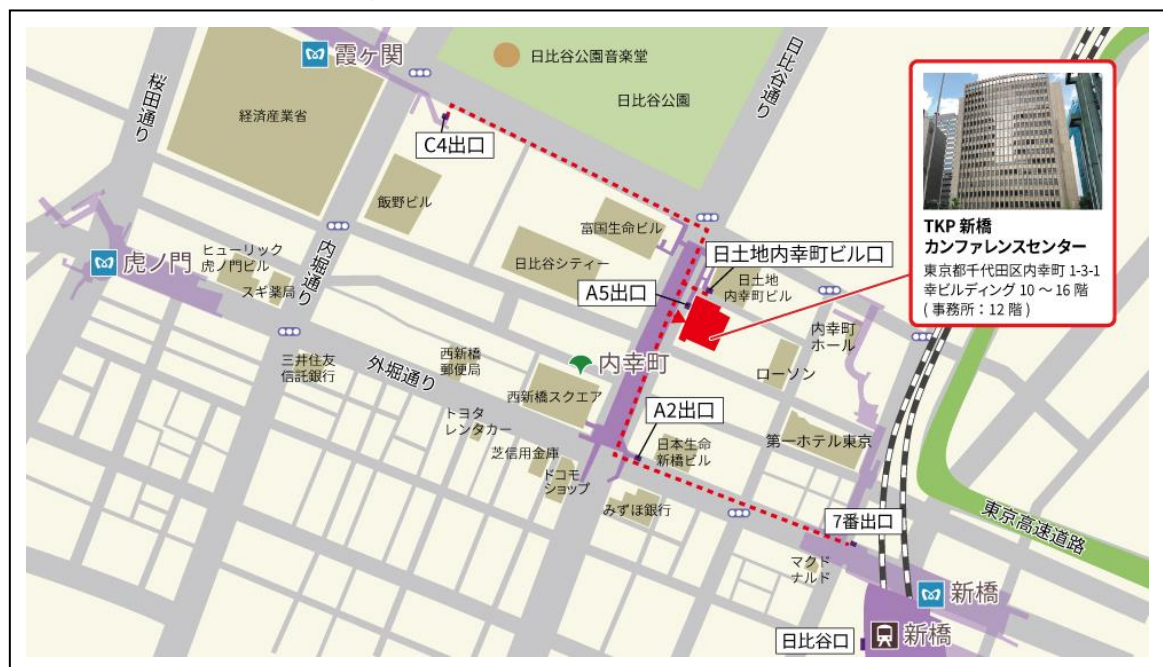 霞ヶ関
日比谷公園音楽堂
日比谷公園
日比谷通り
桜田通り
経済産業省
C4出口
飯野ビル
富国生命ビル
日比谷シティー
日土地内幸町ビル口
日土地
内幸町ビル
A5出口
TKP 新橋
カンファレンスセンター
東京都千代田区内幸町 1-3-1
幸ビルディング 10 ～ 16 階
( 事務所：12 階 )
虎ノ門
ヒューリック
虎ノ門ビル
スギ薬局
内堀通り
内幸町
ホール
三井住友
信託銀行
外堀通り
西新橋
郵便局
内幸町
ローソン
西新橋スクエア
トヨタ
レンタカー
A2出口
芝信用金庫
日本生命
新橋ビル
第一ホテル東京
ドコモ
ショップ
みずほ銀行
7番出口
東京高速道路
マクド
ナルド
新橋
日比谷口
新橋